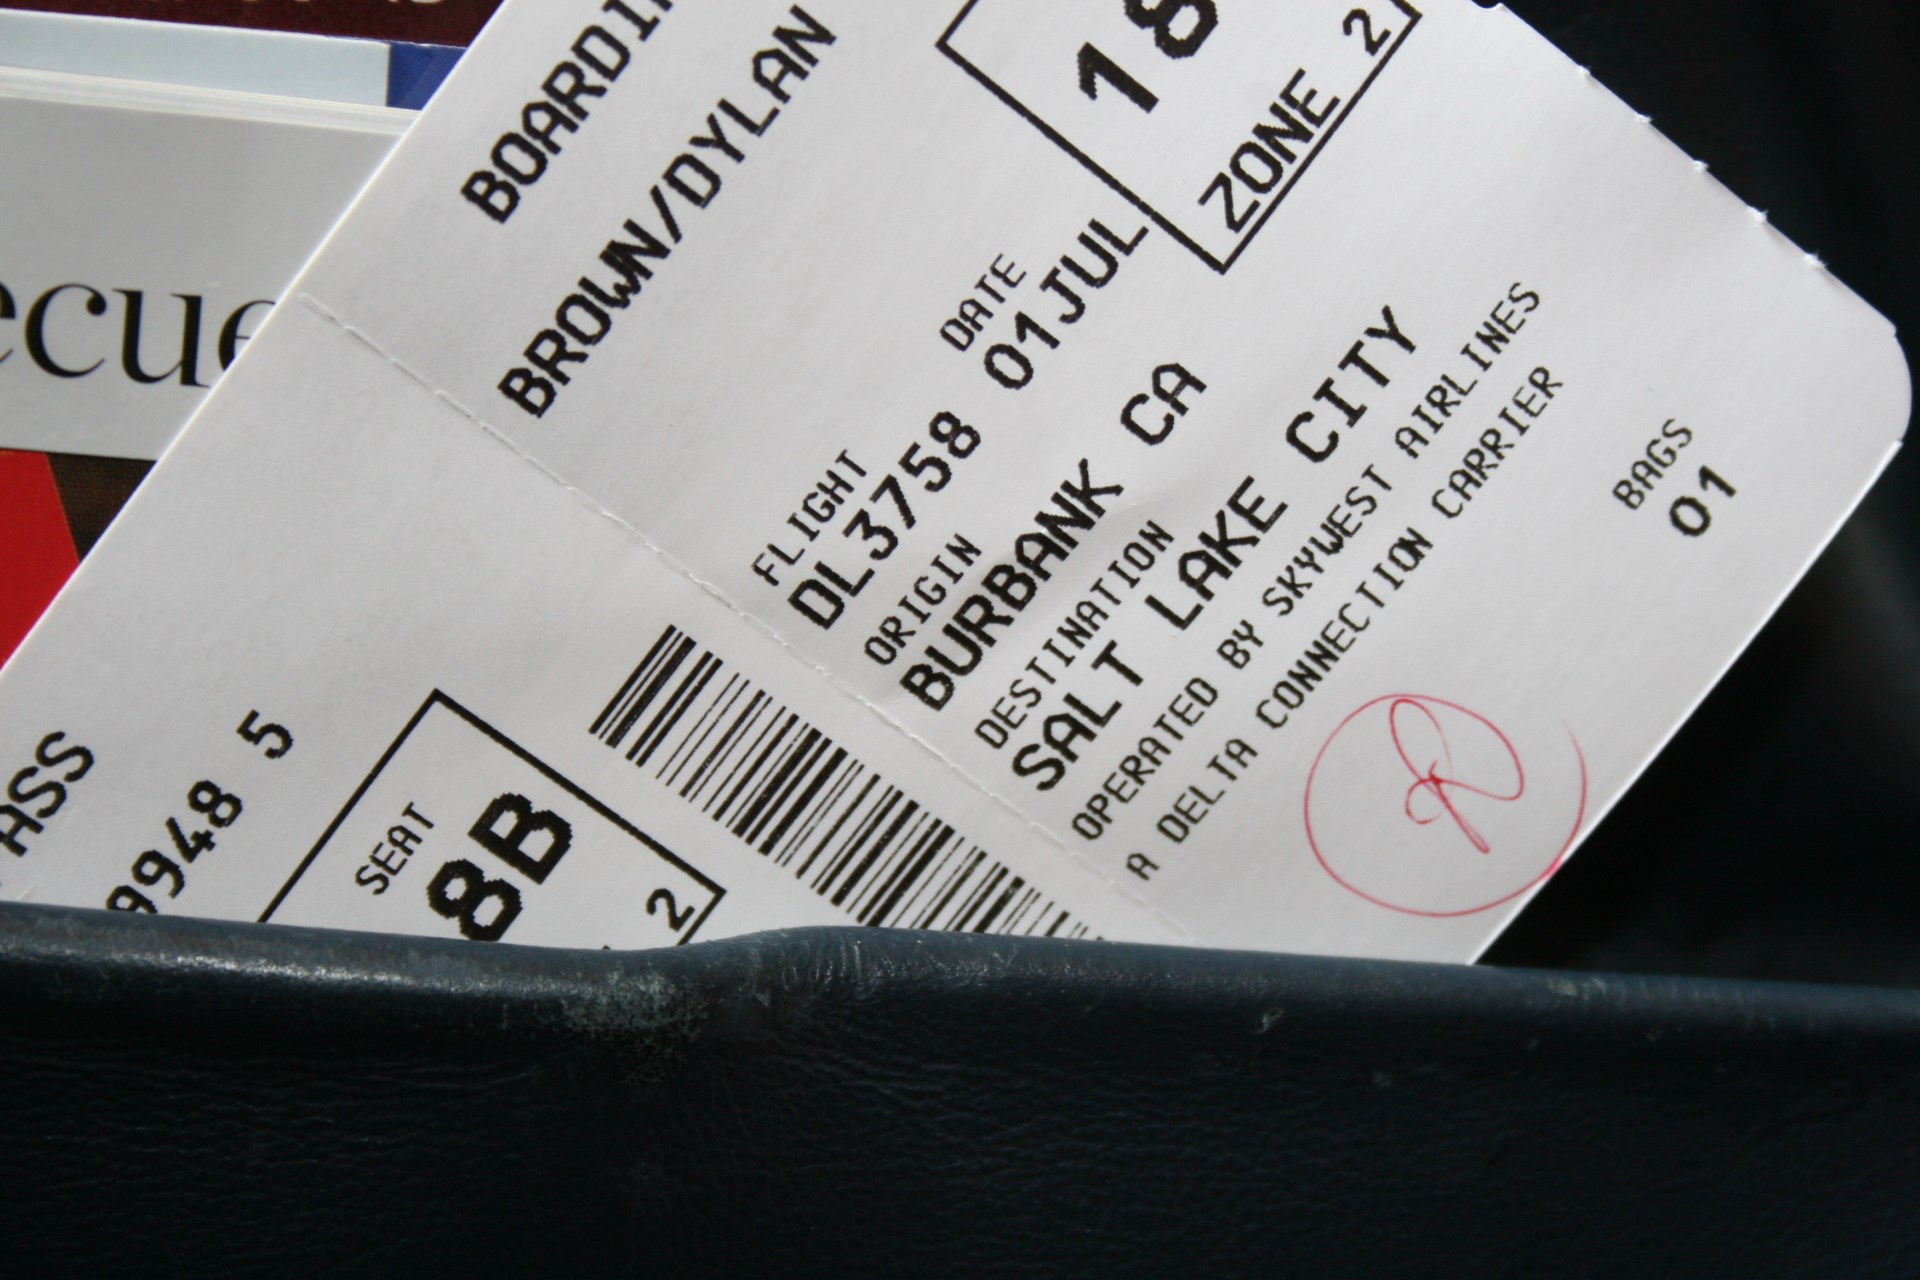 BOARDI
BROWN/DYLAN
18
ZONE 2
FLIGHT DATE
DL3758 01JUL
ORIGIN
BURBANK CA
DESTINATION
SALT LAKE CITY
OPERATED BY SKYWEST AIRLINES
A DELTA CONNECTION CARRIER
BAGS
01
ASS
9948 5
SEAT
8B
2
ecue